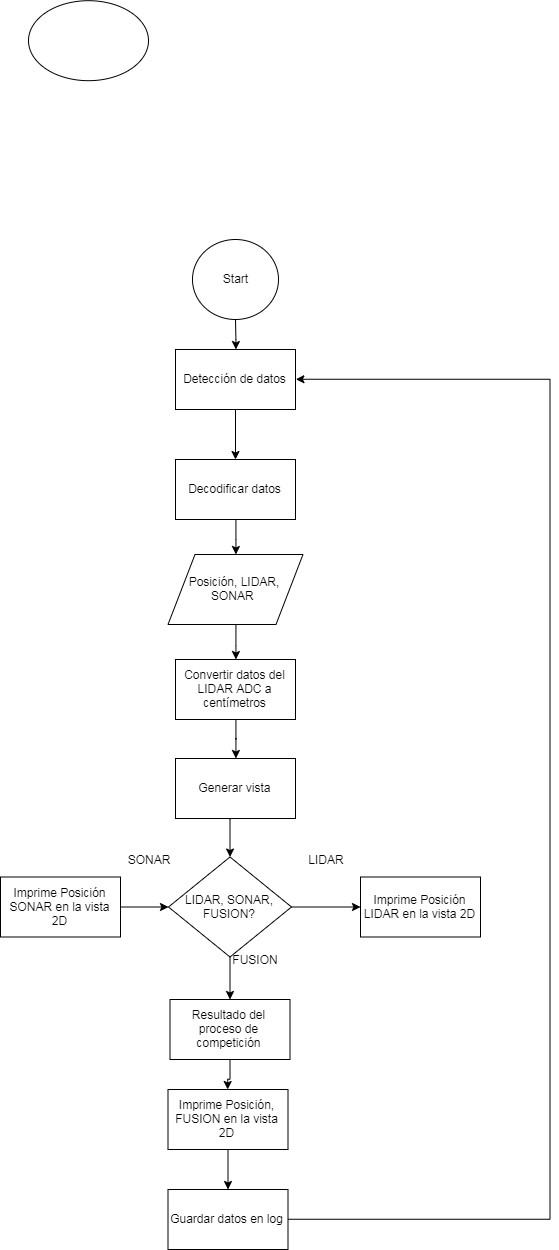 Start
Detección de datos
Decodificar datos
Posición, LIDAR,
SONAR
Convertir datos del
LIDAR ADC a
centímetros
Generar vista
SONAR
LIDAR
Imprime Posición
SONAR en la vista
2D
LIDAR, SONAR,
FUSION?
Imprime Posición
LIDAR en la vista 2D
FUSION
Resultado del
proceso de
competición
Imprime Posición,
FUSION en la vista
2D
Guardar datos en log